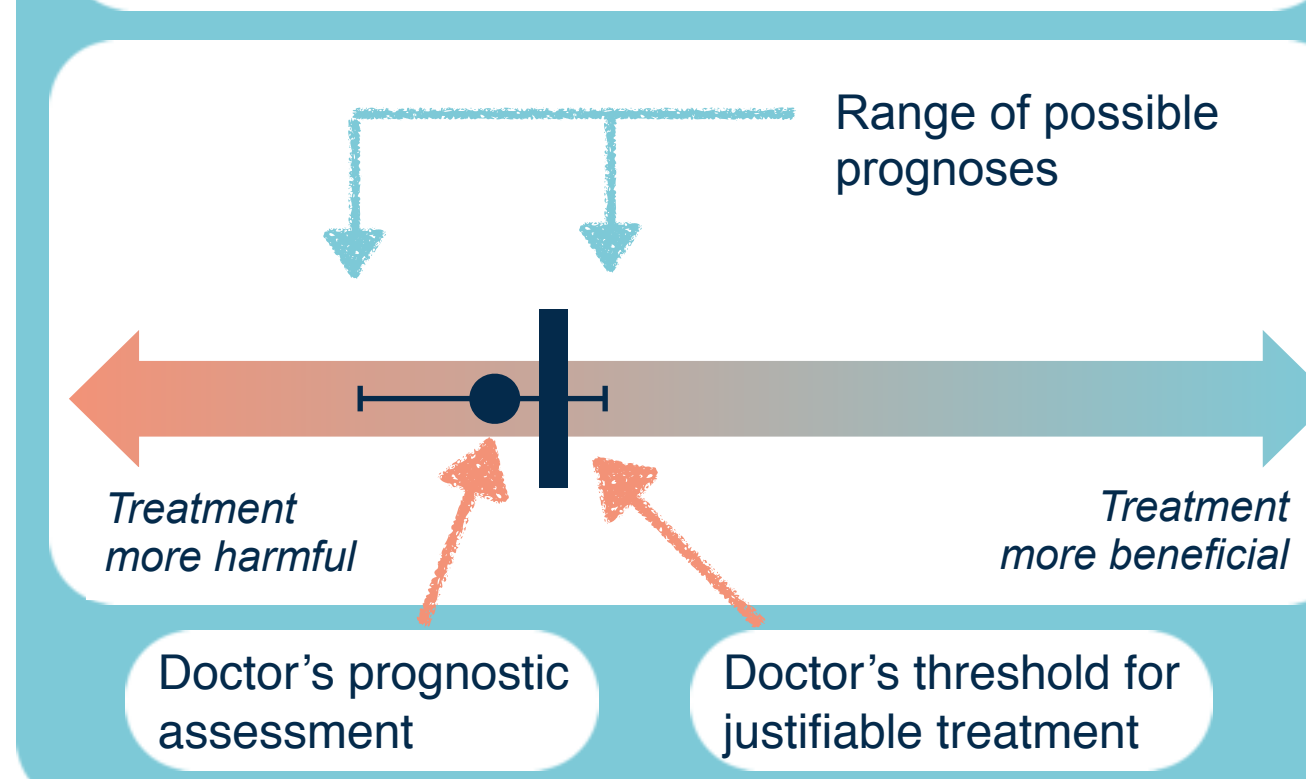 Range of possible
prognoses
Treatment
more harmful
Treatment
more beneficial
Doctor’s prognostic
assessment
Doctor’s threshold for
justifiable treatment